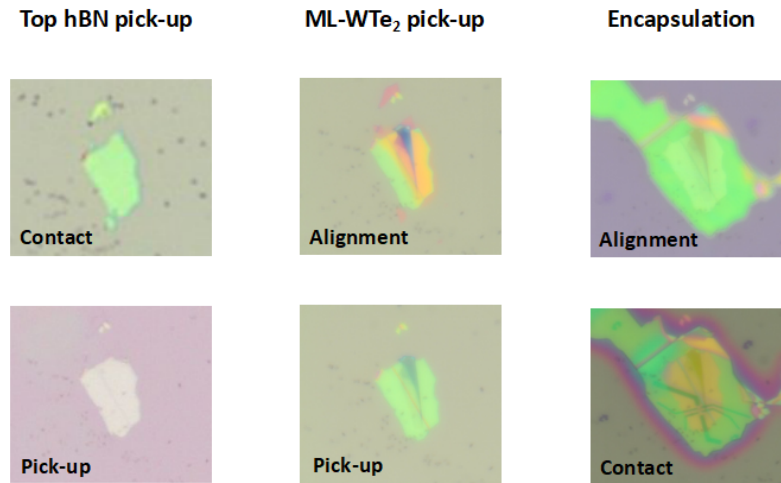 Top hBN pick-up
ML-WTe₂ pick-up
Encapsulation
Contact
Alignment
Alignment
Pick-up
Pick-up
Contact